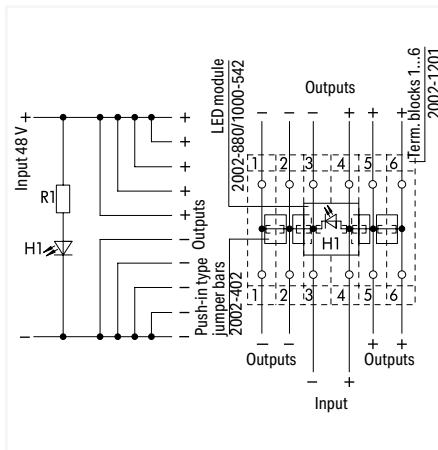 Input 48 V
+
+
+
+
+
+
R1
H1
Outputs
−
−
−
−
−
−
Push-in type
jumper bars
2002-402
LED module
2002-880/1000-542
Outputs
Term. blocks 1...6
2002-1201
− − − + + +
1 2 3 4 5 6
H1
1 2 3 4 5 6
− − + +
Outputs Outputs
− +
Input